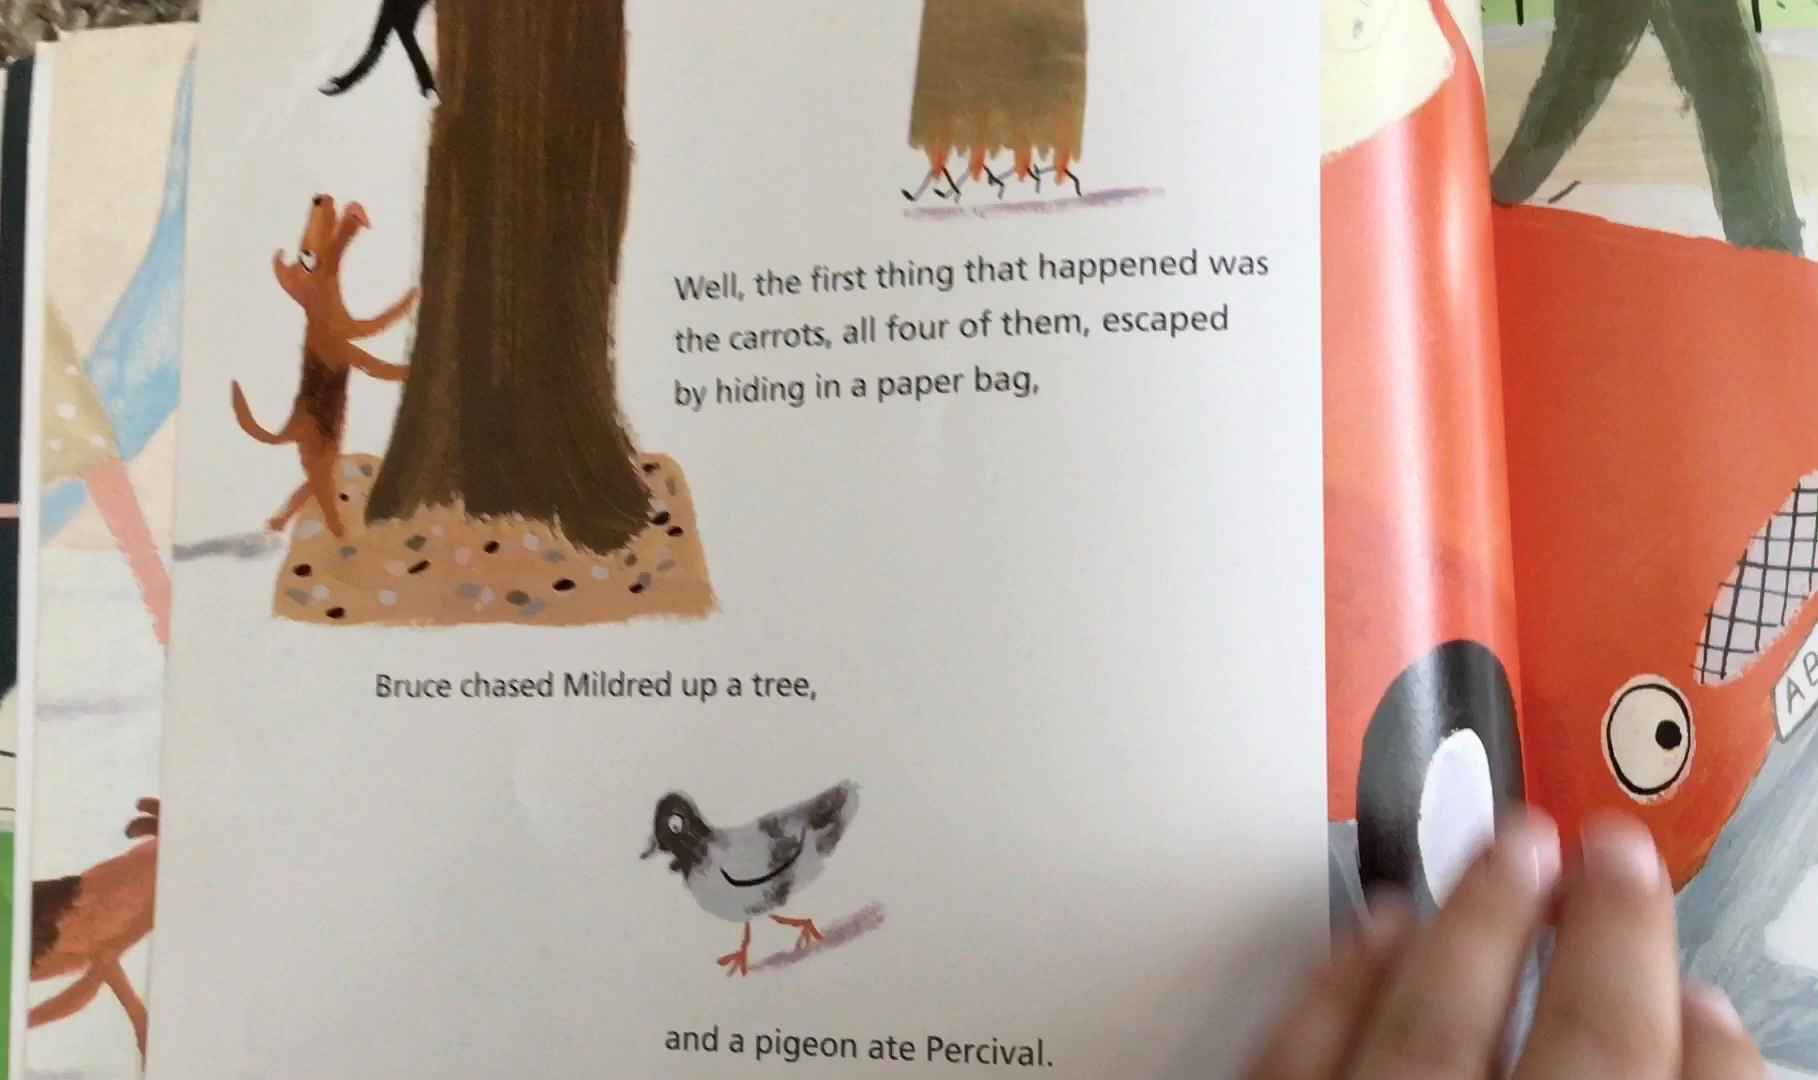 Well, the first thing that happened was
the carrots, all four of them, escaped
by hiding in a paper bag,
Bruce chased Mildred up a tree,
and a pigeon ate Percival.